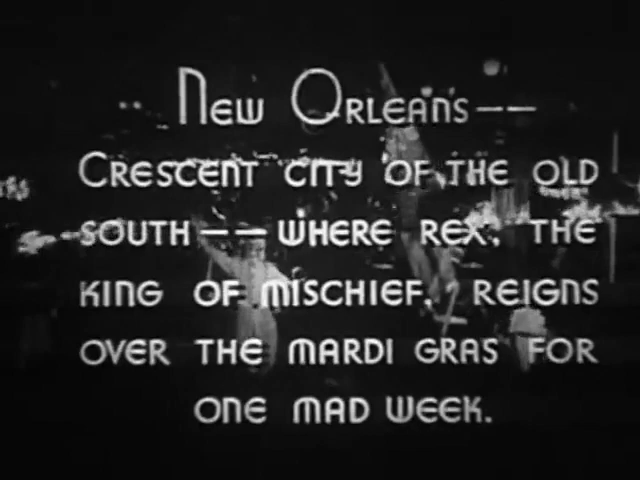 New Orleans——
Crescent city of the old
south——where Rex, the
king of mischief, reigns
over the Mardi Gras for
one mad week.